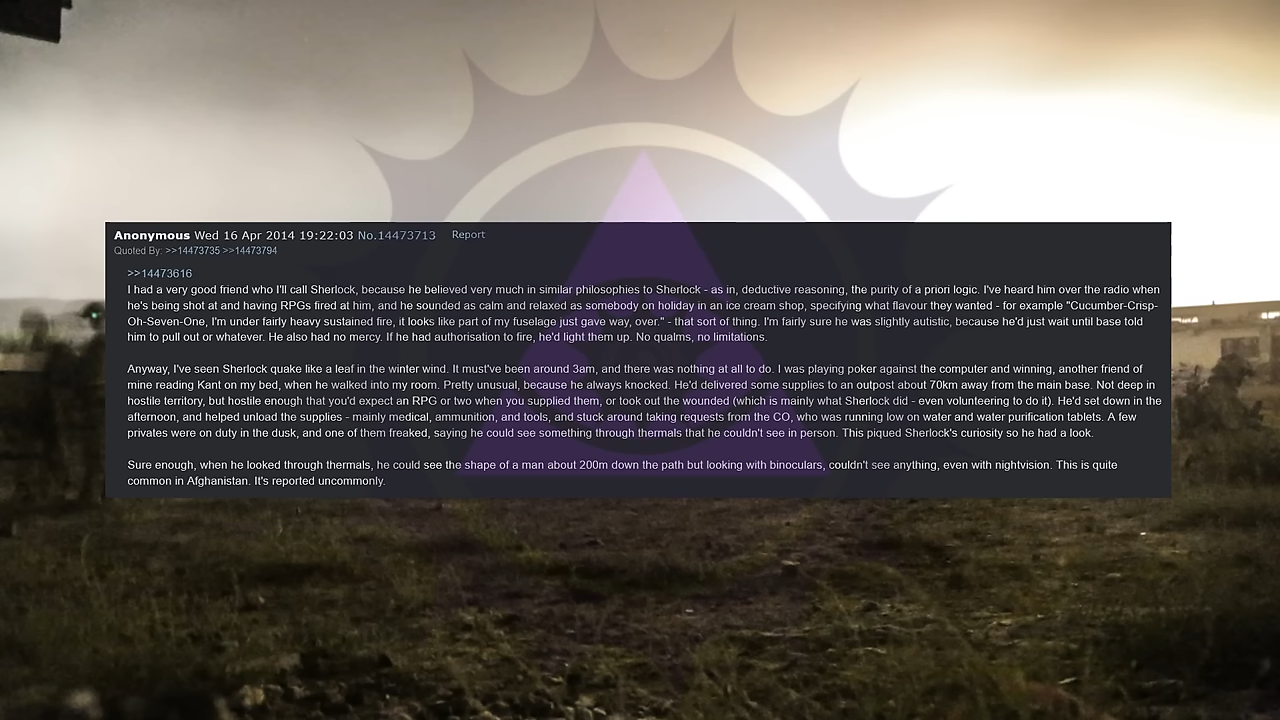 Anonymous Wed 16 Apr 2014 19:22:03 No.14473713 Report
Quoted By: >>14473735 >>14473794
>>14473616
I had a very good friend who I'll call Sherlock, because he believed very much in similar philosophies to Sherlock - as in, deductive reasoning, the purity of a priori logic. I've heard him over the radio when
he's being shot at and having RPGs fired at him, and he sounded as calm and relaxed as somebody on holiday in an ice cream shop, specifying what flavour they wanted - for example "Cucumber-Crisp-
Oh-Seven-One, I'm under fairly heavy sustained fire, it looks like part of my fuselage just gave way, over." - that sort of thing. I'm fairly sure he was slightly autistic, because he'd just wait until base told
him to pull out or whatever. He also had no mercy. If he had authorisation to fire, he'd light them up. No qualms, no limitations.
Anyway, I've seen Sherlock quake like a leaf in the winter wind. It must've been around 3am, and there was nothing at all to do. I was playing poker against the computer and winning, another friend of
mine reading Kant on my bed, when he walked into my room. Pretty unusual, because he always knocked. He'd delivered some supplies to an outpost about 70km away from the main base. Not deep in
hostile territory, but hostile enough that you'd expect an RPG or two when you supplied them, or took out the wounded (which is mainly what Sherlock did - even volunteering to do it). He'd set down in the
afternoon, and helped unload the supplies - mainly medical, ammunition, and tools, and stuck around taking requests from the CO, who was running low on water and water purification tablets. A few
privates were on duty in the dusk, and one of them freaked, saying he could see something through thermals that he couldn't see in person. This piqued Sherlock's curiosity so he had a look.
Sure enough, when he looked through thermals, he could see the shape of a man about 200m down the path but looking with binoculars, couldn't see anything, even with nightvision. This is quite
common in Afghanistan. It's reported uncommonly.